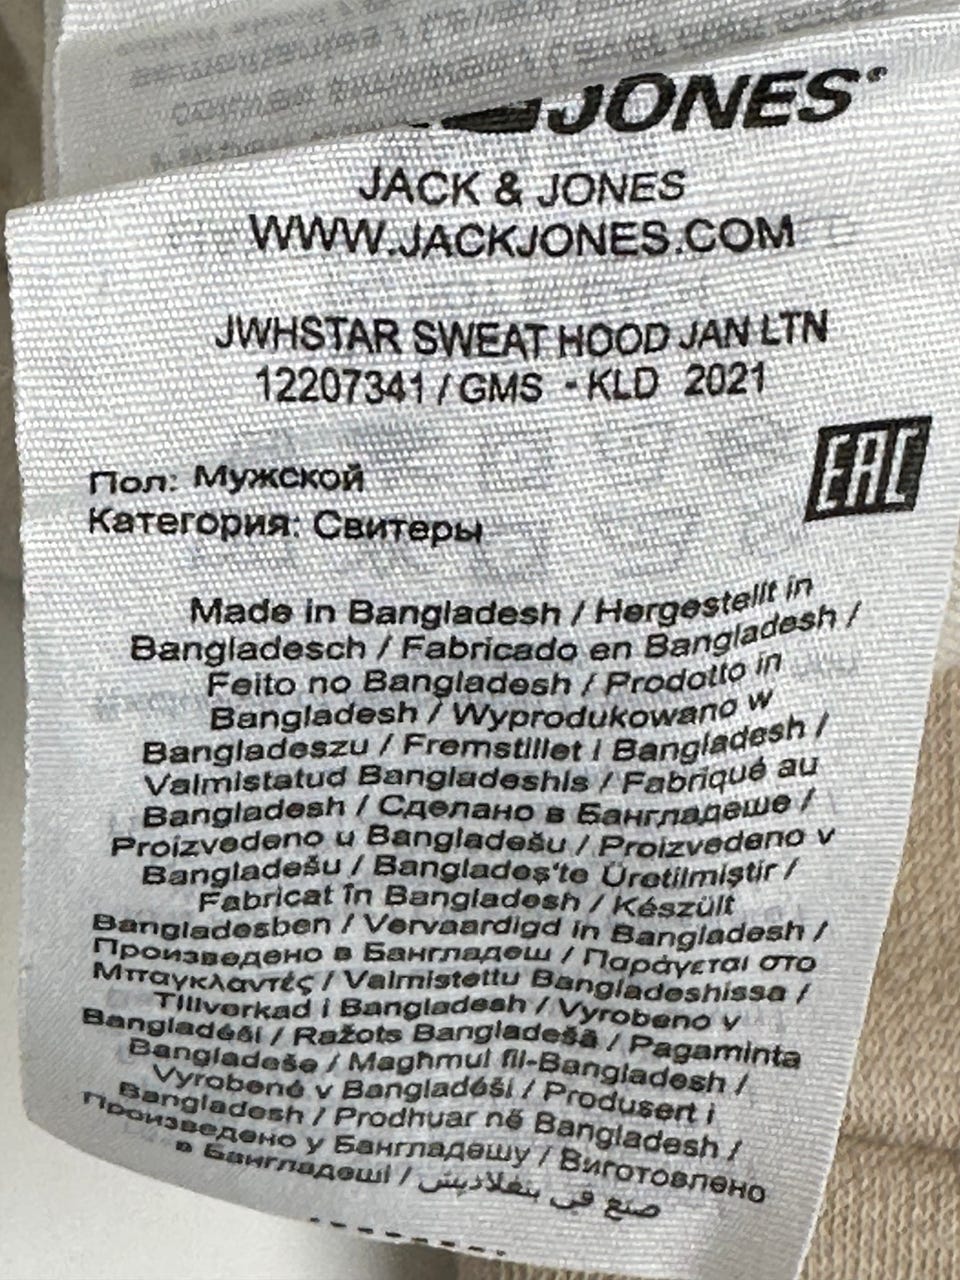 JONES
JACK & JONES
WWW.JACKJONES.COM
JWHSTAR SWEAT HOOD JAN LTN
12207341 / GMS - KLD 2021
EAC
Пол: Мужской
Категория: Свитеры
Made in Bangladesh / Hergestellt in
Bangladesch / Fabricado en Bangladesh /
Feito no Bangladesh / Prodotto in
Bangladesh / Wyprodukowano w
Bangladeszu / Fremstillet i Bangladesh /
Valmistatud Bangladeshis / Fabriqué au
Bangladesh / Сделано в Бангладеше /
Proizvedeno u Bangladešu / Proizvedeno v
Bangladešu / Bangladeş'te Üretilmiştir /
Fabricat în Bangladesh / Készült
Bangladesben / Vervaardigd in Bangladesh /
Произведено в Бангладеш / Παράγεται στο
Μπαγκλαντές / Valmistettu Bangladeshissa /
Tillverkad i Bangladesh / Vyrobeno v
Bangladéši / Ražots Bangladešā / Pagaminta
Bangladeše / Magħmul fil-Bangladesh /
Vyrobené v Bangladéši / Produsert i
Bangladesh / Prodhuar në Bangladesh /
Произведено у Бангладешу / Виготовлено
в Бангладеші / صنع في بنغلاديش